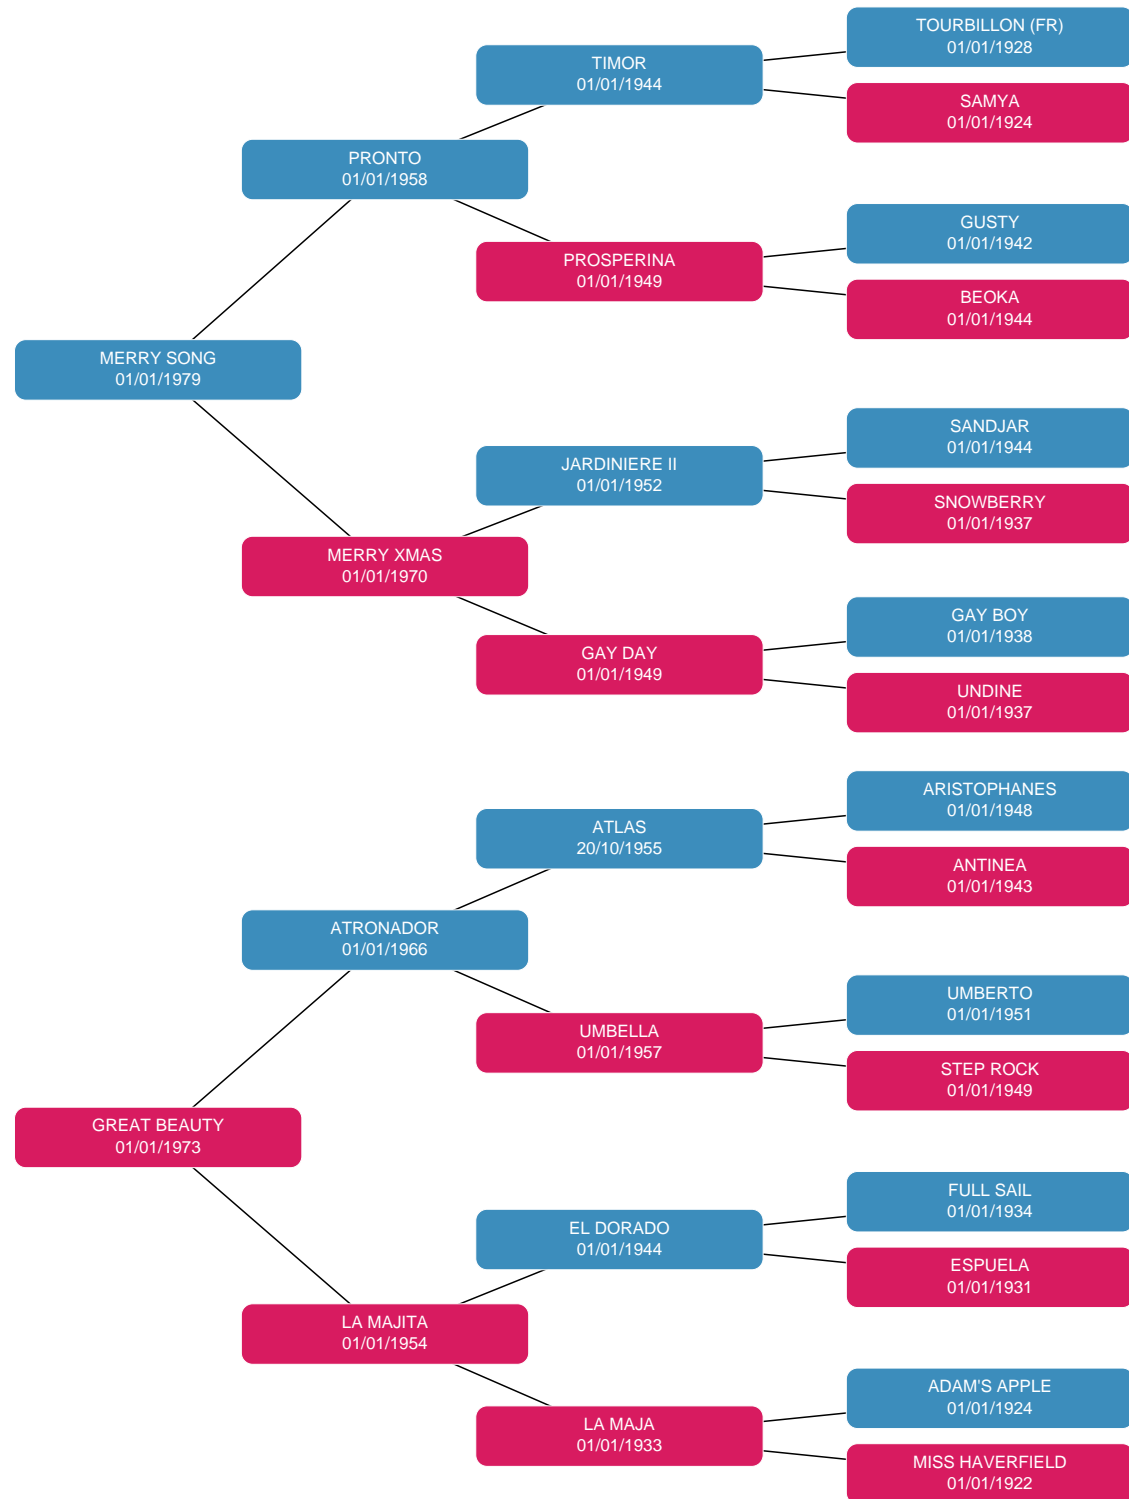 TOURBILLON (FR)
01/01/1928
TIMOR
01/01/1944
SAMYA
01/01/1924
PRONTO
01/01/1958
GUSTY
01/01/1942
PROSPERINA
01/01/1949
BEOKA
01/01/1944
MERRY SONG
01/01/1979
SANDJAR
01/01/1944
JARDINIERE II
01/01/1952
SNOWBERRY
01/01/1937
MERRY XMAS
01/01/1970
GAY BOY
01/01/1938
GAY DAY
01/01/1949
UNDINE
01/01/1937
ARISTOPHANES
01/01/1948
ATLAS
20/10/1955
ANTINEA
01/01/1943
ATRONADOR
01/01/1966
UMBERTO
01/01/1951
UMBELLA
01/01/1957
STEP ROCK
01/01/1949
GREAT BEAUTY
01/01/1973
FULL SAIL
01/01/1934
EL DORADO
01/01/1944
ESPUELA
01/01/1931
LA MAJITA
01/01/1954
ADAM'S APPLE
01/01/1924
LA MAJA
01/01/1933
MISS HAVERFIELD
01/01/1922